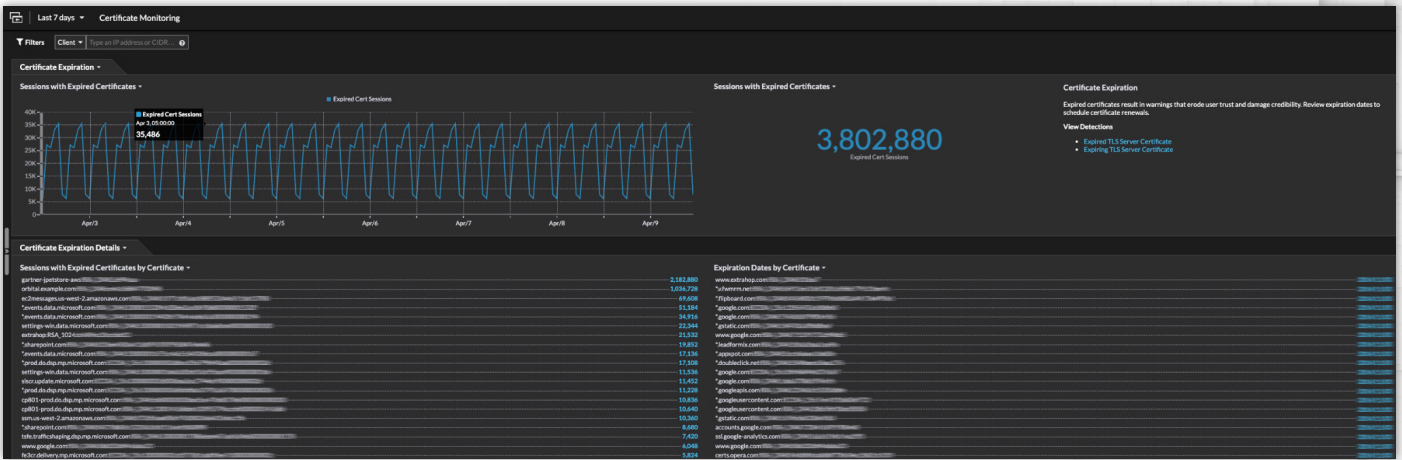 Last 7 days Certificate Monitoring
Filters Client Type an IP address or CIDR...
Certificate Expiration
Sessions with Expired Certificates
Expired Cert Sessions
40K
35K
30K
25K
20K
15K
10K
5K
0
Expired Cert Sessions
Apr 3, 05:00:00
35,486
Apr/3 Apr/4 Apr/5 Apr/6 Apr/7 Apr/8 Apr/9
Sessions with Expired Certificates
3,802,880
Expired Cert Sessions
Certificate Expiration
Expired certificates result in warnings that erode user trust and damage credibility. Review expiration dates to
schedule certificate renewals.
View Detections
Expired TLS Server Certificate
Expiring TLS Server Certificate
Certificate Expiration Details
Sessions with Expired Certificates by Certificate
gartner-jpetstore-aws 2,182,880
orbital.example.com 1,036,728
ec2messages.us-west-2.amazonaws.com 69,608
*.events.data.microsoft.com 51,184
*.events.data.microsoft.com 34,916
settings-win.data.microsoft.com 22,344
extrahop:RSA_1024 21,532
*.sharepoint.com 19,852
*.events.data.microsoft.com 17,136
*.prod.do.dsp.mp.microsoft.com 17,108
settings-win.data.microsoft.com 11,536
slscr.update.microsoft.com 11,452
*.prod.do.dsp.mp.microsoft.com 11,228
cp801-prod.do.dsp.mp.microsoft.com 10,836
cp801-prod.do.dsp.mp.microsoft.com 10,640
ssm.us-west-2.amazonaws.com 10,360
*.sharepoint.com 8,680
tsfe.trafficshaping.dsp.mp.microsoft.com 7,420
www.google.com 6,048
fe3cr.delivery.mp.microsoft.com 5,824
Expiration Dates by Certificate
www.extrahop.com
*.vfwmrm.net
*.flipboard.com
*.google.com
*.gstatic.com
www.google.com
*.leadformix.com
*.appspot.com
*.doubleclick.net
*.google.com
*.google.com
*.googleapis.com
*.googleusercontent.com
*.googleusercontent.com
*.gstatic.com
accounts.google.com
ssl.google-analytics.com
www.google.com
certs.opera.com